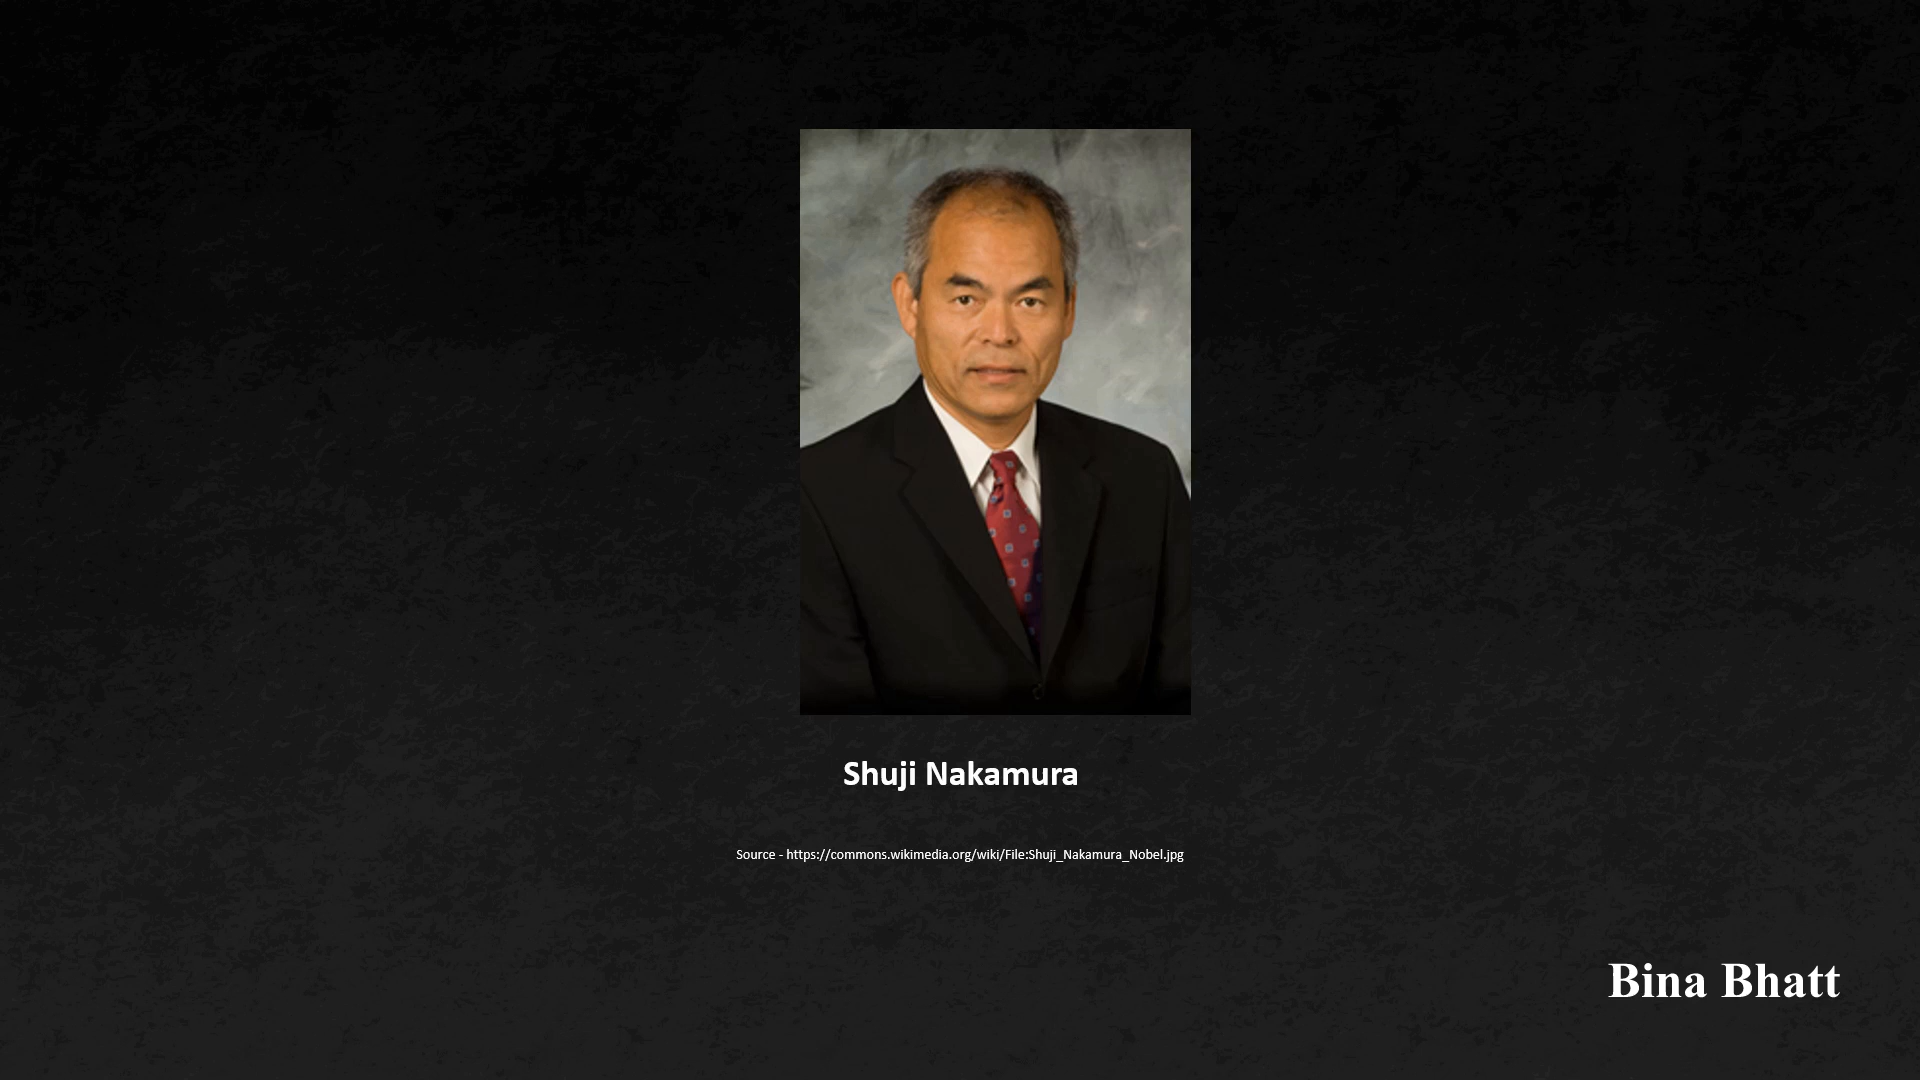 Shuji Nakamura
Source - https://commons.wikimedia.org/wiki/File:Shuji_Nakamura_Nobel.jpg
Bina Bhatt